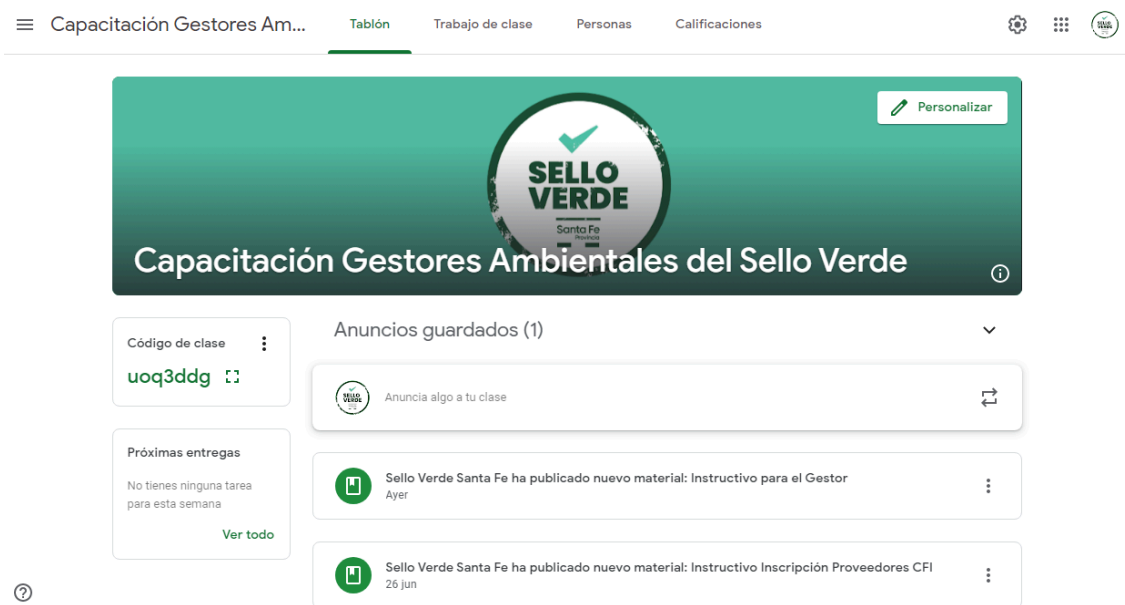 Capacitación Gestores Am...
Tablón
Trabajo de clase
Personas
Calificaciones
Personalizar
SELLO
VERDE
Santa Fe
Provincia
Capacitación Gestores Ambientales del Sello Verde
Código de clase
uoq3ddg
Próximas entregas
No tienes ninguna tarea
para esta semana
Ver todo
Anuncios guardados (1)
SELLO
VERDE
Anuncia algo a tu clase
Sello Verde Santa Fe ha publicado nuevo material: Instructivo para el Gestor
Ayer
Sello Verde Santa Fe ha publicado nuevo material: Instructivo Inscripción Proveedores CFI
26 jun